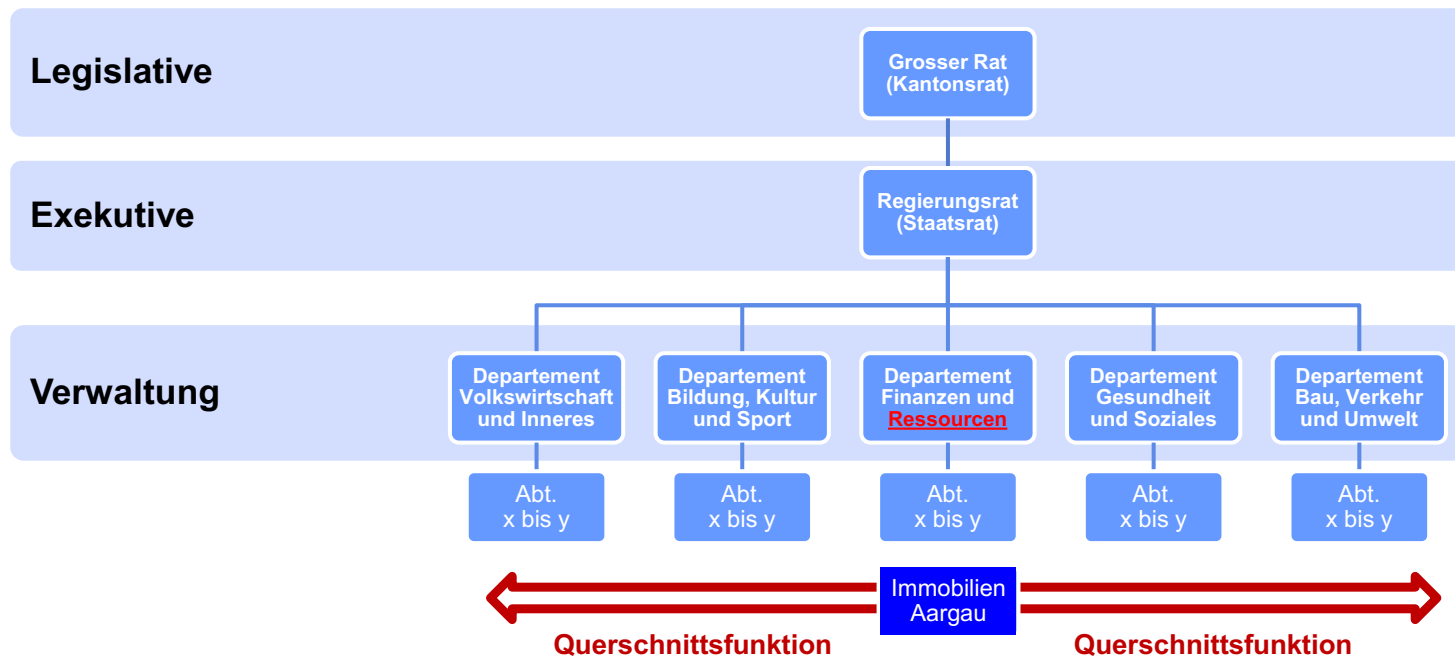 Legislative
Grosser Rat
(Kantonsrat)
Exekutive
Regierungsrat
(Staatsrat)
Verwaltung
Departement
Volkswirtschaft
und Inneres
Departement
Bildung, Kultur
und Sport
Departement
Finanzen und
Ressourcen
Departement
Gesundheit
und Soziales
Departement
Bau, Verkehr
und Umwelt
Abt.
x bis y
Abt.
x bis y
Abt.
x bis y
Abt.
x bis y
Abt.
x bis y
Immobilien
Aargau
Querschnittsfunktion
Querschnittsfunktion